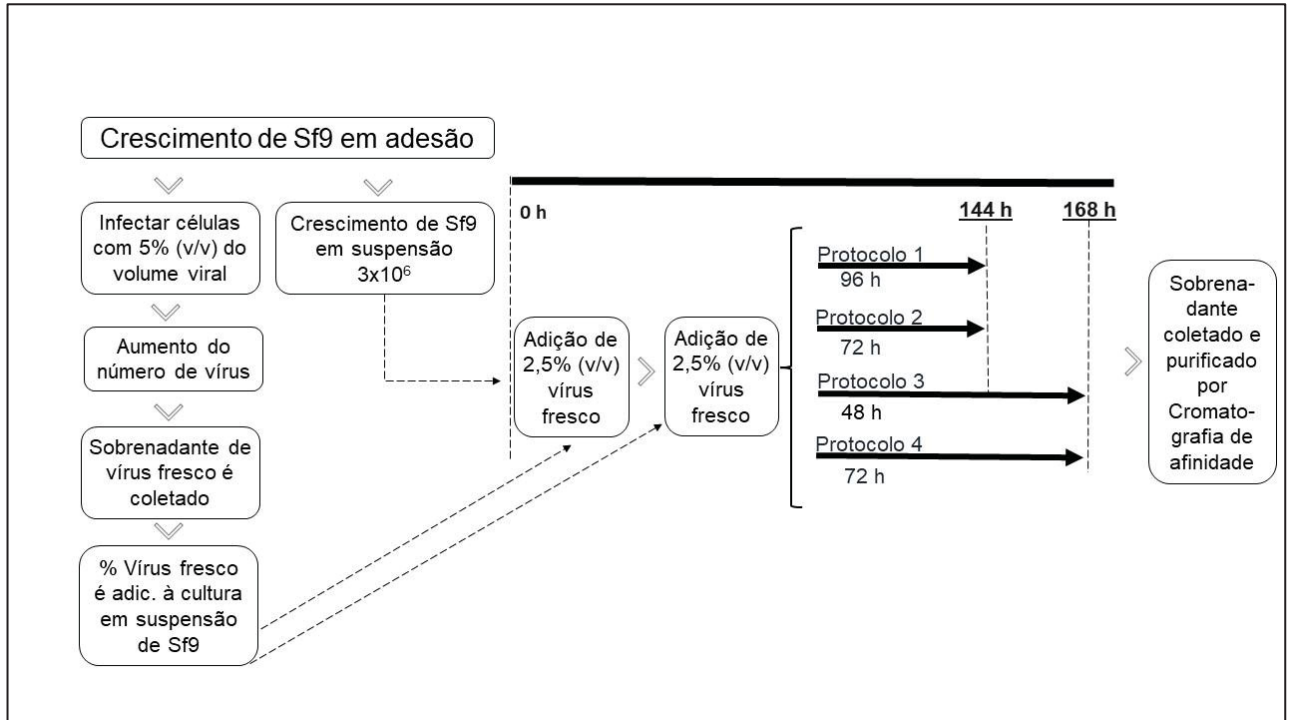 Crescimento de Sf9 em adesão
Infectar células
com 5% (v/v) do
volume viral
Aumento do
número de vírus
Sobrenadante de
vírus fresco é
coletado
% Vírus fresco
é adic. à cultura
em suspensão
de Sf9
Crescimento de Sf9
em suspensão
3x10⁶
0 h
144 h
168 h
Adição de
2,5% (v/v)
vírus
fresco
Adição de
2,5% (v/v)
vírus
fresco
Protocolo 1
96 h
Protocolo 2
72 h
Protocolo 3
48 h
Protocolo 4
72 h
Sobrena-
dante
coletado e
purificado
por
Cromato-
grafia de
afinidade